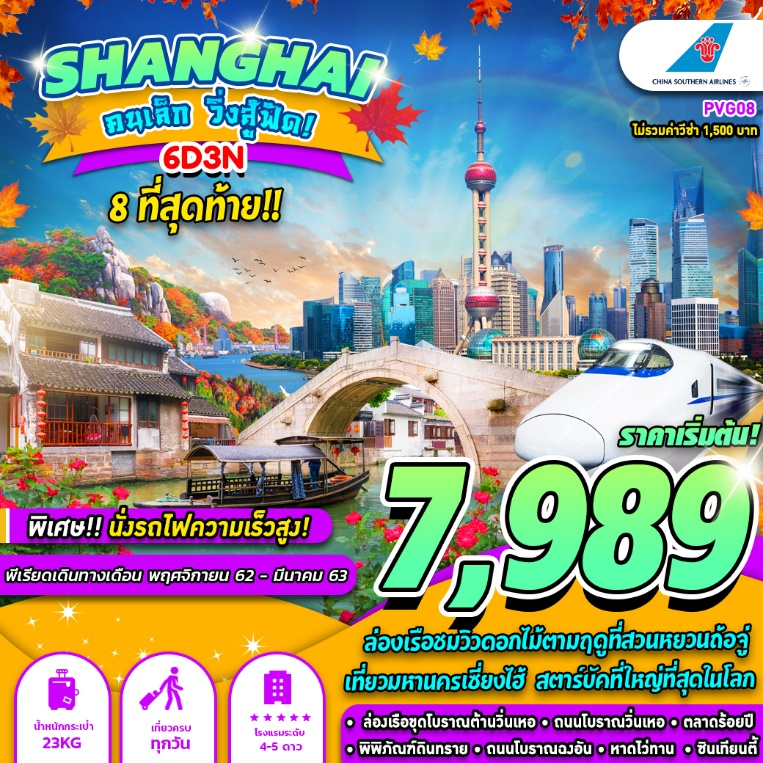 SHANGHAI
คนเล็ก วิ่งสู้ฟัด!
6D3N
8 ที่สุดท้าย!!
CHINA SOUTHERN AIRLINES
PVG08
ไม่รวมค่าวีซ่า 1,500 บาท
ราคาเริ่มต้น!
7,989
พิเศษ!! นั่งรถไฟความเร็วสูง!
พีเรียดเดินทางเดือน พฤศจิกายน 62 - มีนาคม 63
ล่องเรือชมวิวดอกไม้ตามฤดูที่สวนหยวนถ้อจู่
เที่ยวมหานครเซี่ยงไฮ้ สตาร์บัคที่ใหญ่ที่สุดในโลก
• ล่องเรือขุดโบราณต้านวิ่นเหอ • ถนนโบราณวิ่นเหอ • ตลาดร้อยปี
• พิพิภัณฑ์ดินทราย • ถนนโบราณฉงอัน • หาดไว่ทาน • ซินเทียนตี้
น้ำหนักกระเป๋า
23KG
เที่ยวครบ
ทุกวัน
โรงแรมระดับ
4-5 ดาว